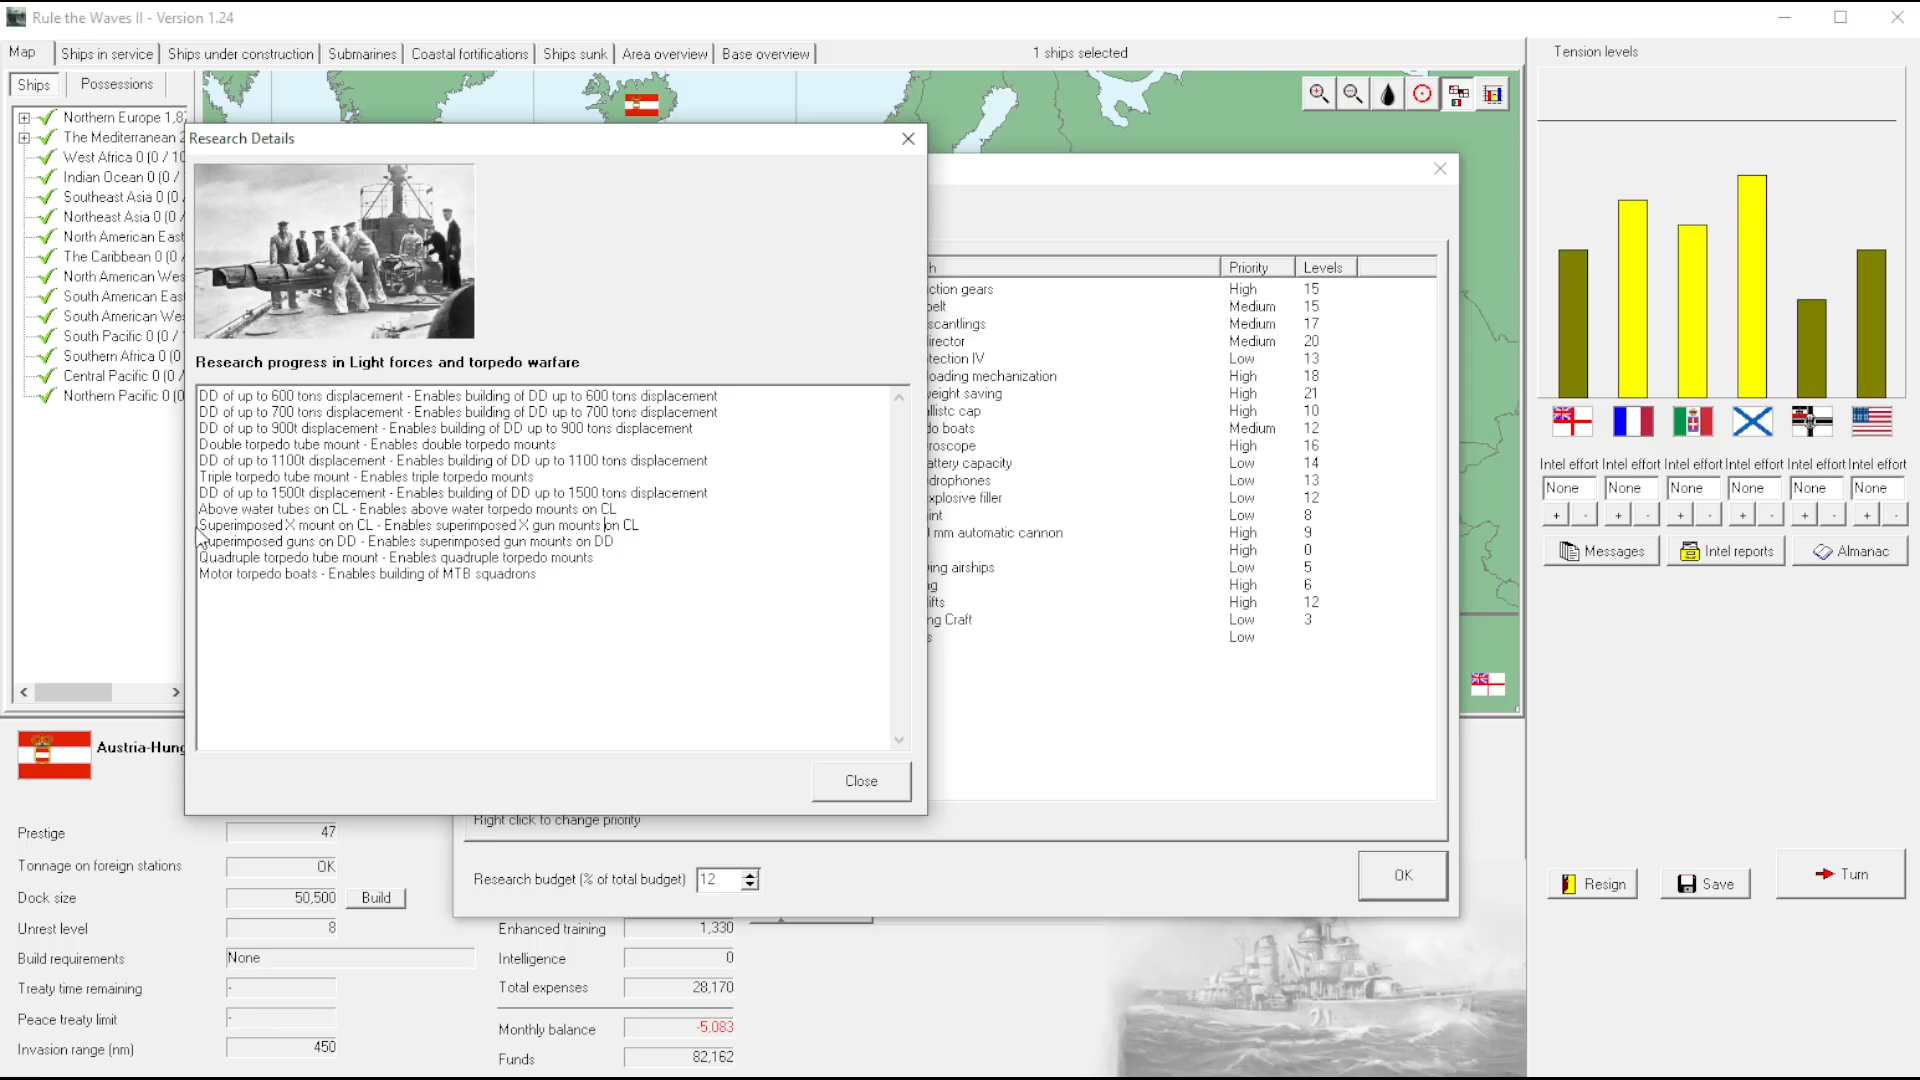 Rule the Waves II - Version 1.24
Map
Ships in service
Ships under construction
Submarines
Coastal fortifications
Ships sunk
Area overview
Base overview
1 ships selected
Tension levels
Ships
Possessions
Northern Europe 1,8
The Mediterranean 2
West Africa 0 (0 / 10
Indian Ocean 0 (0 /
Southeast Asia 0 (0
Northeast Asia 0 (0 /
North American East
The Caribbean 0 (0 /
North American Wes
South American Eas
South American We
South Pacific 0 (0 /
Southern Africa 0 (0
Central Pacific 0 (0 /
Northern Pacific 0 (0
Research Details
Research progress in Light forces and torpedo warfare
DD of up to 600 tons displacement - Enables building of DD up to 600 tons displacement
DD of up to 700 tons displacement - Enables building of DD up to 700 tons displacement
DD of up to 900t displacement - Enables building of DD up to 900 tons displacement
Double torpedo tube mount - Enables double torpedo mounts
DD of up to 1100t displacement - Enables building of DD up to 1100 tons displacement
Triple torpedo tube mount - Enables triple torpedo mounts
DD of up to 1500t displacement - Enables building of DD up to 1500 tons displacement
Above water tubes on CL - Enables above water torpedo mounts on CL
Superimposed X mount on CL - Enables superimposed X gun mounts on CL
uperimposed guns on DD - Enables superimposed gun mounts on DD
Quadruple torpedo tube mount - Enables quadruple torpedo mounts
Motor torpedo boats - Enables building of MTB squadrons
Close
h Priority Levels
ction gears High 15
elt Medium 15
scantlings Medium 17
irector Medium 20
tection IV Low 13
loading mechanization High 18
weight saving High 21
llistc cap High 10
do boats Medium 12
roscope High 16
attery capacity Low 14
drophones Low 13
xplosive filler Low 12
int Low 8
mm automatic cannon High 9
High 0
ing airships Low 5
g High 6
ifts High 12
ng Craft Low 3
s Low
Right click to change priority
Research budget (% of total budget) 12
OK
Intel effort Intel effort Intel effort Intel effort Intel effort Intel effort
None None None None None None
+ - + - + - + - + - + -
Messages
Intel reports
Almanac
Resign
Save
Turn
Austria-Hung
Prestige 47
Tonnage on foreign stations OK
Dock size 50,500 Build
Unrest level 8
Build requirements None
Treaty time remaining -
Peace treaty limit -
Invasion range (nm) 450
Enhanced training 1,330
Intelligence 0
Total expenses 28,170
Monthly balance -5,083
Funds 82,162